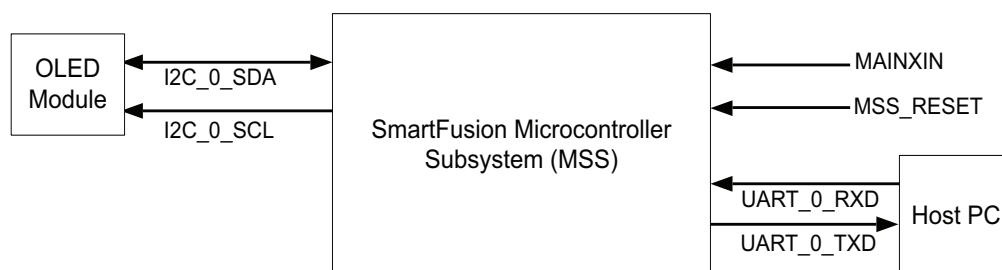 OLED
Module
I2C_0_SDA
I2C_0_SCL
SmartFusion Microcontroller
Subsystem (MSS)
MAINXIN
MSS_RESET
UART_0_RXD
UART_0_TXD
Host PC